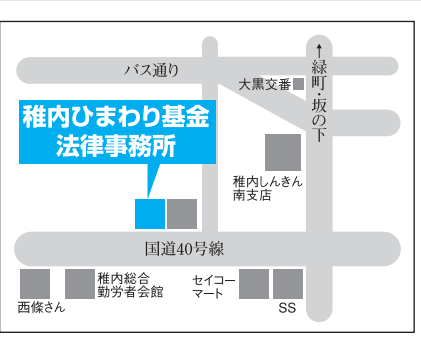 バス通り
大黒交番
↑緑町・坂の下
稚内ひまわり基金
法律事務所
稚内しんきん
南支店
国道40号線
稚内総合
勤労者会館
セイコー
マート
西條さん
SS